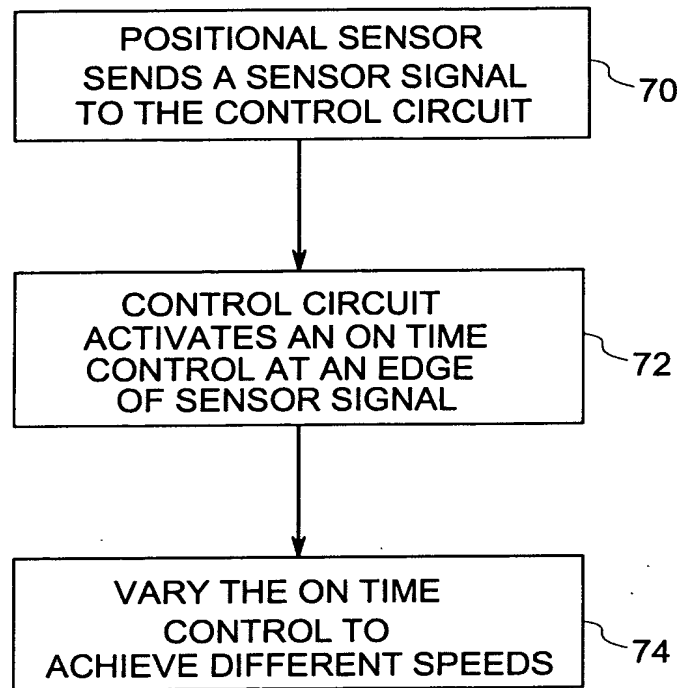 POSITIONAL SENSOR
SENDS A SENSOR SIGNAL
TO THE CONTROL CIRCUIT
70
CONTROL CIRCUIT
ACTIVATES AN ON TIME
CONTROL AT AN EDGE
OF SENSOR SIGNAL
72
VARY THE ON TIME
CONTROL TO
ACHIEVE DIFFERENT SPEEDS
74